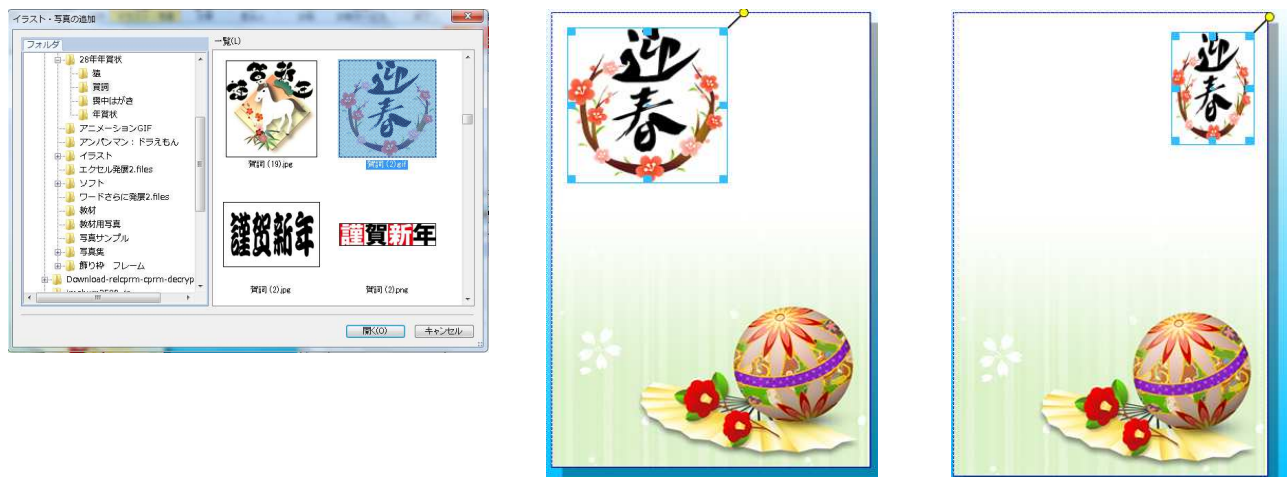 イラスト・写真の追加
フォルダ
28年年賀状
猿
賀詞
喪中はがき
年賀状
アニメーションGIF
アンパンマン:ドラえもん
イラスト
エクセル発展2.files
ソフト
ワードさらに発展2.files
教材
教材用写真
写真サンプル
写真集
飾り枠 フレーム
Download-relcprm-cprm-decryp
一覧(L)
賀詞 (19).jpg
迎春
賀詞 (2).gif
謹賀新年
賀詞 (2).jpg
謹賀新年
賀詞 (2).png
開く(O)
キャンセル
迎春
迎春